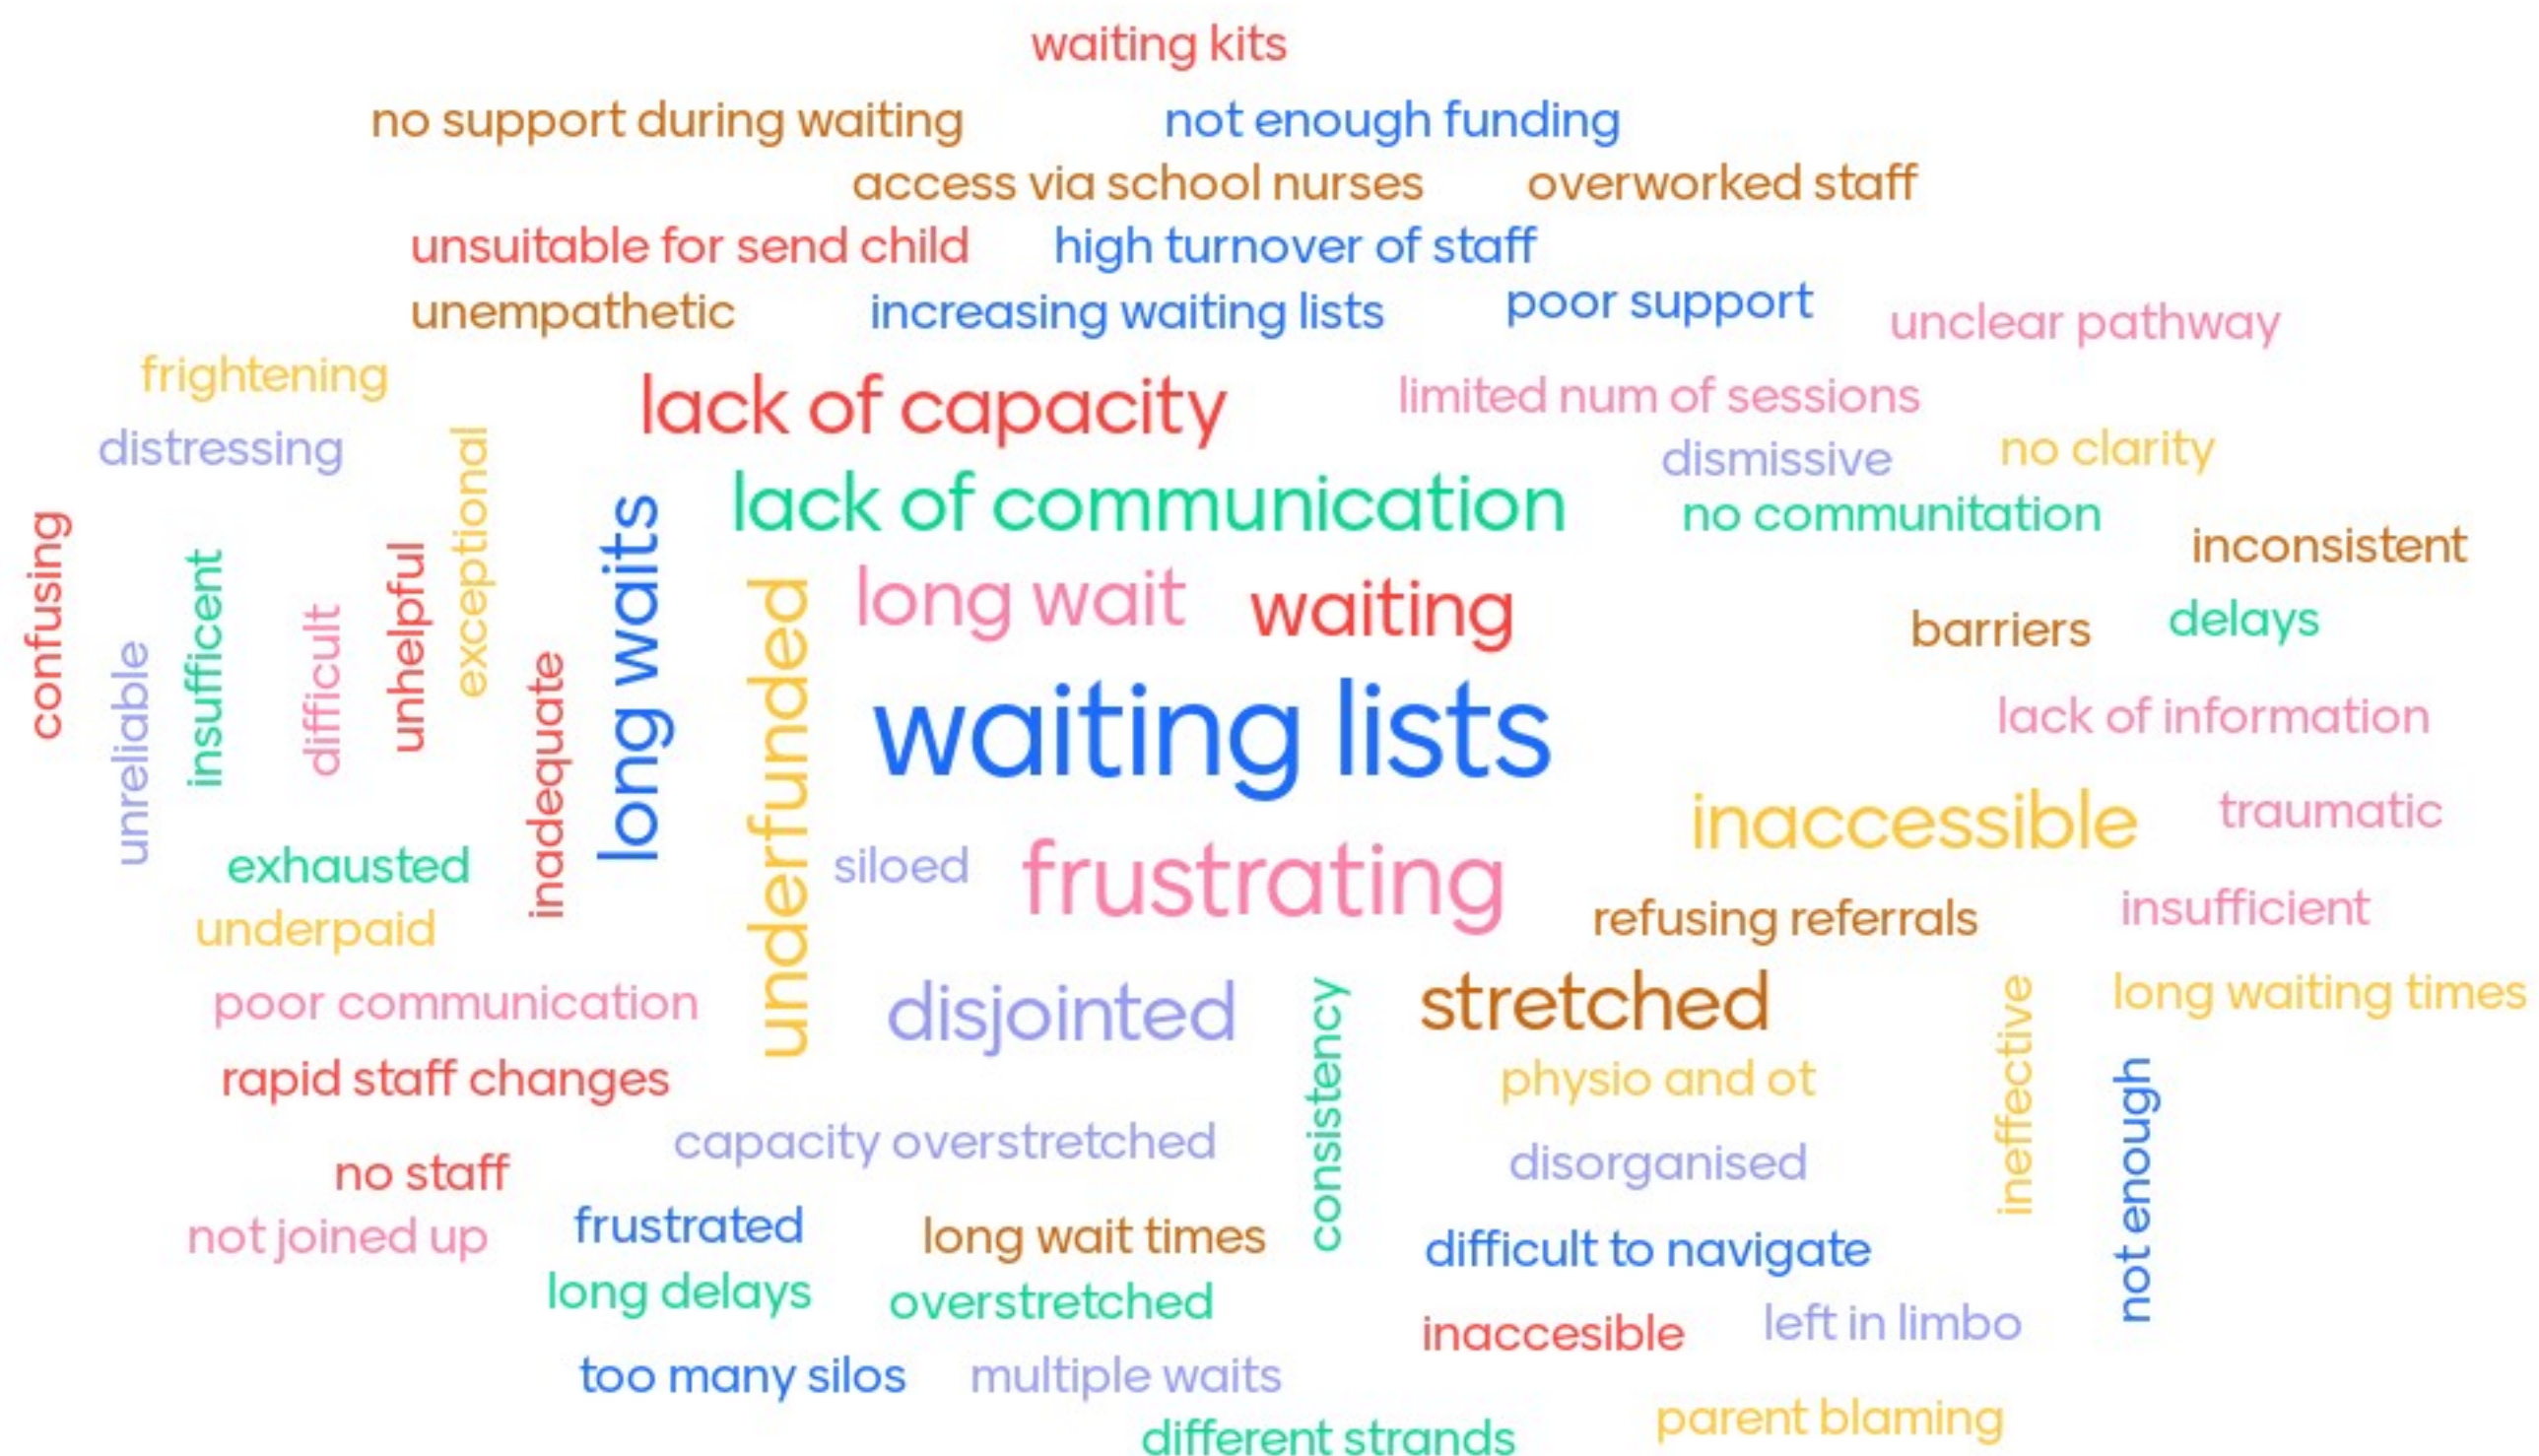 waiting kits
no support during waiting
not enough funding
access via school nurses
overworked staff
unsuitable for send child
high turnover of staff
unempathetic
increasing waiting lists
poor support
unclear pathway
frightening
lack of capacity
limited num of sessions
distressing
exceptional
dismissive
no clarity
lack of communication
no communitation
inconsistent
confusing
insufficent
unhelpful
long waits
long wait
waiting
barriers
delays
unreliable
difficult
inadequate
underfunded
waiting lists
lack of information
inaccessible
traumatic
exhausted
siloed
frustrating
refusing referrals
insufficient
underpaid
poor communication
disjointed
consistency
stretched
ineffective
long waiting times
rapid staff changes
physio and ot
not enough
capacity overstretched
disorganised
no staff
not joined up
frustrated
long wait times
difficult to navigate
long delays
overstretched
inaccesible
left in limbo
too many silos
multiple waits
different strands
parent blaming